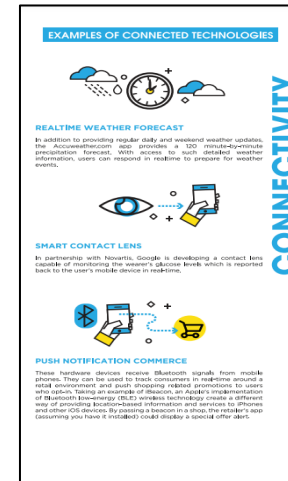 EXAMPLES OF CONNECTED TECHNOLOGIES
CONNECTIVITY
REALTIME WEATHER FORECAST
In addition to providing regular daily and weekend weather updates,
the Accuweather.com app provides a 120 minute-by-minute
precipitation forecast. With access to such detailed weather
information, users can respond in realtime to prepare for weather
events.
SMART CONTACT LENS
In partnership with Novartis, Google is developing a contact lens
capable of monitoring the wearer's glucose levels which is reported
back to the user's mobile device in real-time.
PUSH NOTIFICATION COMMERCE
These hardware devices receive Bluetooth signals from mobile
phones. They can be used to track consumers in real-time around a
retail environment and push shopping related promotions to users
who opt-in. Taking an example of iBeacon, an Apple's implementation
of Bluetooth low-energy (BLE) wireless technology create a different
way of providing location-based information and services to iPhones
and other iOS devices. By passing a beacon in a shop, the retailer's app
(assuming you have it installed) could display a special offer alert.